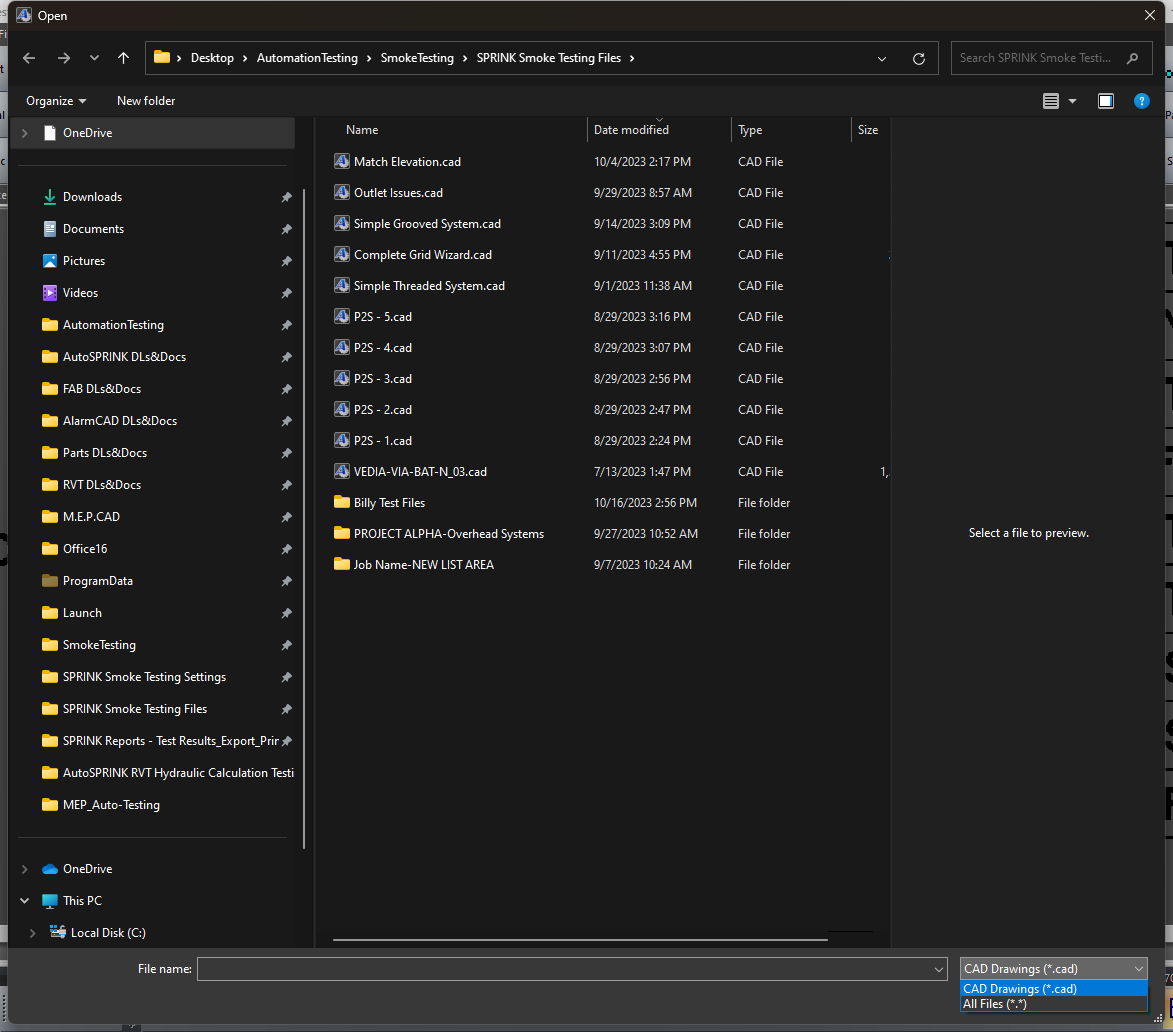 Open
Desktop > AutomationTesting > SmokeTesting > SPRINK Smoke Testing Files >
Search SPRINK Smoke Testi...
Organize
New folder
OneDrive
Downloads
Documents
Pictures
Videos
AutomationTesting
AutoSPRINK DLs&Docs
FAB DLs&Docs
AlarmCAD DLs&Docs
Parts DLs&Docs
RVT DLs&Docs
M.E.P.CAD
Office16
ProgramData
Launch
SmokeTesting
SPRINK Smoke Testing Settings
SPRINK Smoke Testing Files
SPRINK Reports - Test Results_Export_Prin
AutoSPRINK RVT Hydraulic Calculation Testi
MEP_Auto-Testing
OneDrive
This PC
Local Disk (C:)
Name Date modified Type Size
Match Elevation.cad 10/4/2023 2:17 PM CAD File
Outlet Issues.cad 9/29/2023 8:57 AM CAD File
Simple Grooved System.cad 9/14/2023 3:09 PM CAD File
Complete Grid Wizard.cad 9/11/2023 4:55 PM CAD File
Simple Threaded System.cad 9/1/2023 11:38 AM CAD File
P2S - 5.cad 8/29/2023 3:16 PM CAD File
P2S - 4.cad 8/29/2023 3:07 PM CAD File
P2S - 3.cad 8/29/2023 2:56 PM CAD File
P2S - 2.cad 8/29/2023 2:47 PM CAD File
P2S - 1.cad 8/29/2023 2:24 PM CAD File
VEDIA-VIA-BAT-N_03.cad 7/13/2023 1:47 PM CAD File 1,
Billy Test Files 10/16/2023 2:56 PM File folder
PROJECT ALPHA-Overhead Systems 9/27/2023 10:52 AM File folder
Job Name-NEW LIST AREA 9/7/2023 10:24 AM File folder
Select a file to preview.
File name:
CAD Drawings (*.cad)
CAD Drawings (*.cad)
All Files (*.*)